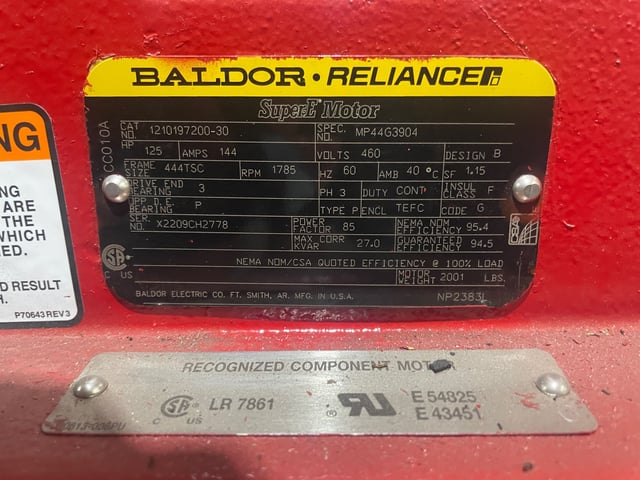 BALDOR • RELIANCE
Super-E Motor
CC010A
CAT. NO. 1210197200-30 SPEC. NO. MP44G3904
HP 125 AMPS 144 VOLTS 460 DESIGN B
FRAME SIZE 444TSC RPM 1785 HZ 60 AMB 40°C SF 1.15
DRIVE END BEARING 3 PH 3 DUTY CONT INSUL CLASS F
OPP D.E. BEARING P TYPE P ENCL TEFC CODE G
SER. NO. X2209CH2778 POWER FACTOR 85 NEMA NOM EFFICIENCY 95.4
MAX CORR KVAR 27.0 GUARANTEED EFFICIENCY 94.5
NEMA NOM/CSA QUOTED EFFICIENCY @ 100% LOAD
MOTOR WEIGHT 2001 LBS.
BALDOR ELECTRIC CO. FT. SMITH, AR. MFG. IN U.S.A. NP2383L
SA
C US
NG
ARE
THE
WHICH
ED.
D RESULT
H.
P70643REV3
RECOGNIZED COMPONENT MOTOR
SA LR 7861 ® E 54825
C US E 43451